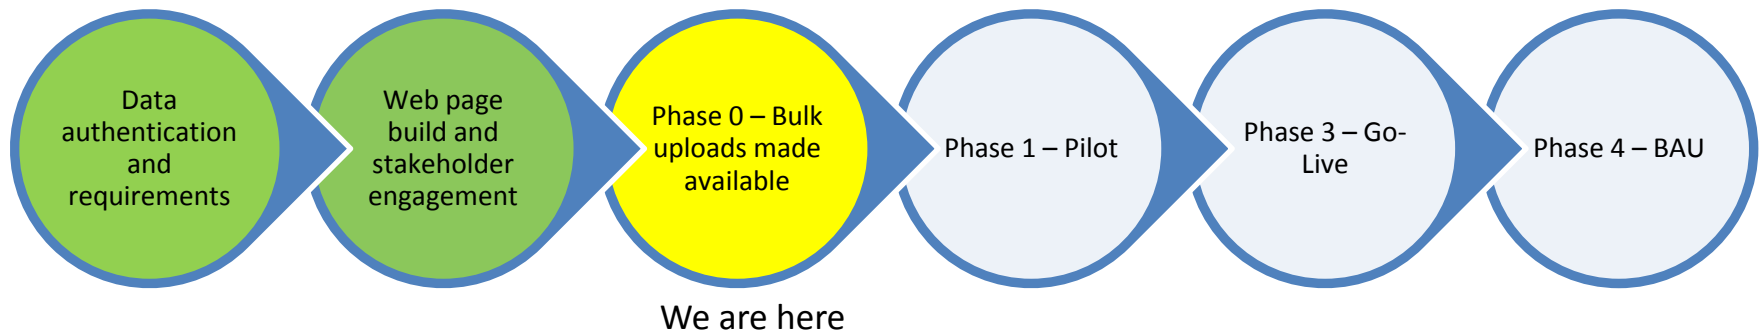 Data
authentication
and
requirements
Web page
build and
stakeholder
engagement
Phase 0 – Bulk
uploads made
available
Phase 1 – Pilot
Phase 3 – Go-
Live
Phase 4 – BAU
We are here